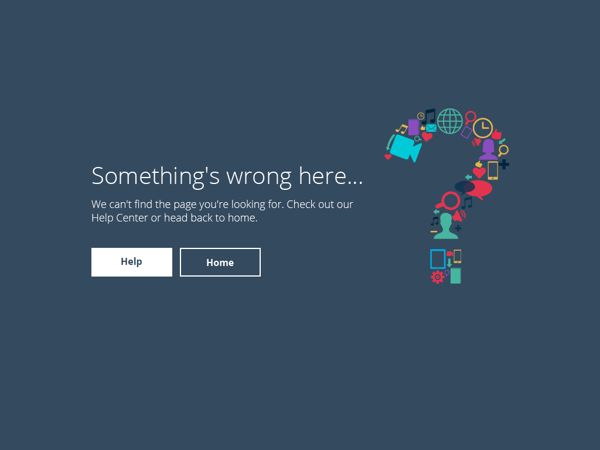 Something's wrong here...
We can't find the page you're looking for. Check out our
Help Center or head back to home.
Help
Home